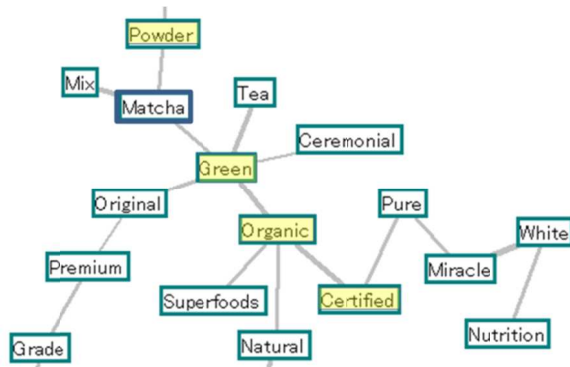 Powder
Mix
Matcha
Tea
Ceremonial
Green
Original
Pure
Organic
White
Premium
Miracle
Superfoods
Certified
Nutrition
Grade
Natural